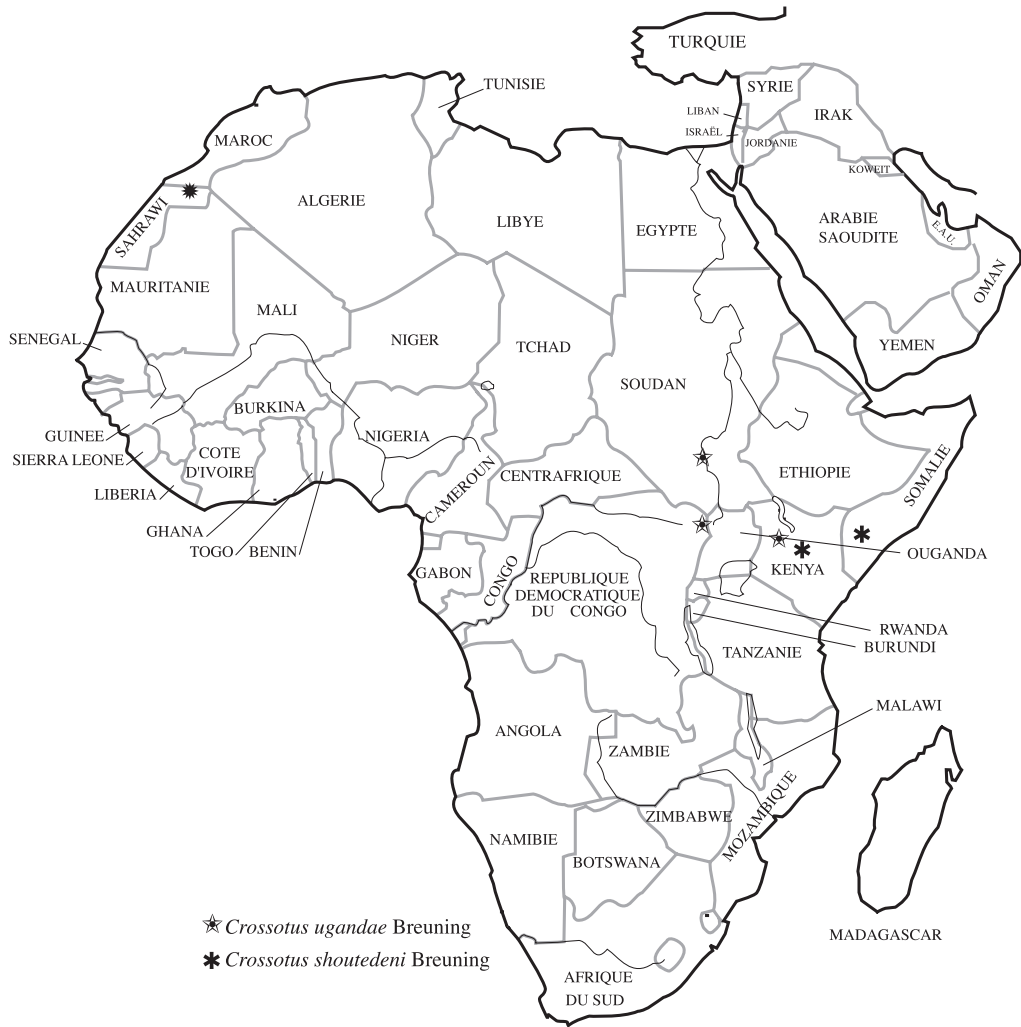 TURQUIE
TUNISIE
SYRIE
LIBAN
IRAK
MAROC
ISRAËL
JORDANIE
KOWEIT
ALGERIE
SAHRAWI
LIBYE
EGYPTE
ARABIE
SAOUDITE
E.A.U.
OMAN
MAURITANIE
MALI
SENEGAL
NIGER
TCHAD
YEMEN
SOUDAN
BURKINA
GUINEE
NIGERIA
SIERRA LEONE
COTE
D'IVOIRE
CENTRAFRIQUE
ETHIOPIE
SOMALIE
LIBERIA
CAMEROUN
GHANA
TOGO
BENIN
OUGANDA
GABON
CONGO
REPUBLIQUE
DEMOCRATIQUE
DU CONGO
KENYA
RWANDA
BURUNDI
TANZANIE
MALAWI
ANGOLA
ZAMBIE
MOZAMBIQUE
ZIMBABWE
NAMIBIE
BOTSWANA
MADAGASCAR
Crossotus ugandae Breuning
Crossotus shoutedeni Breuning
AFRIQUE
DU SUD